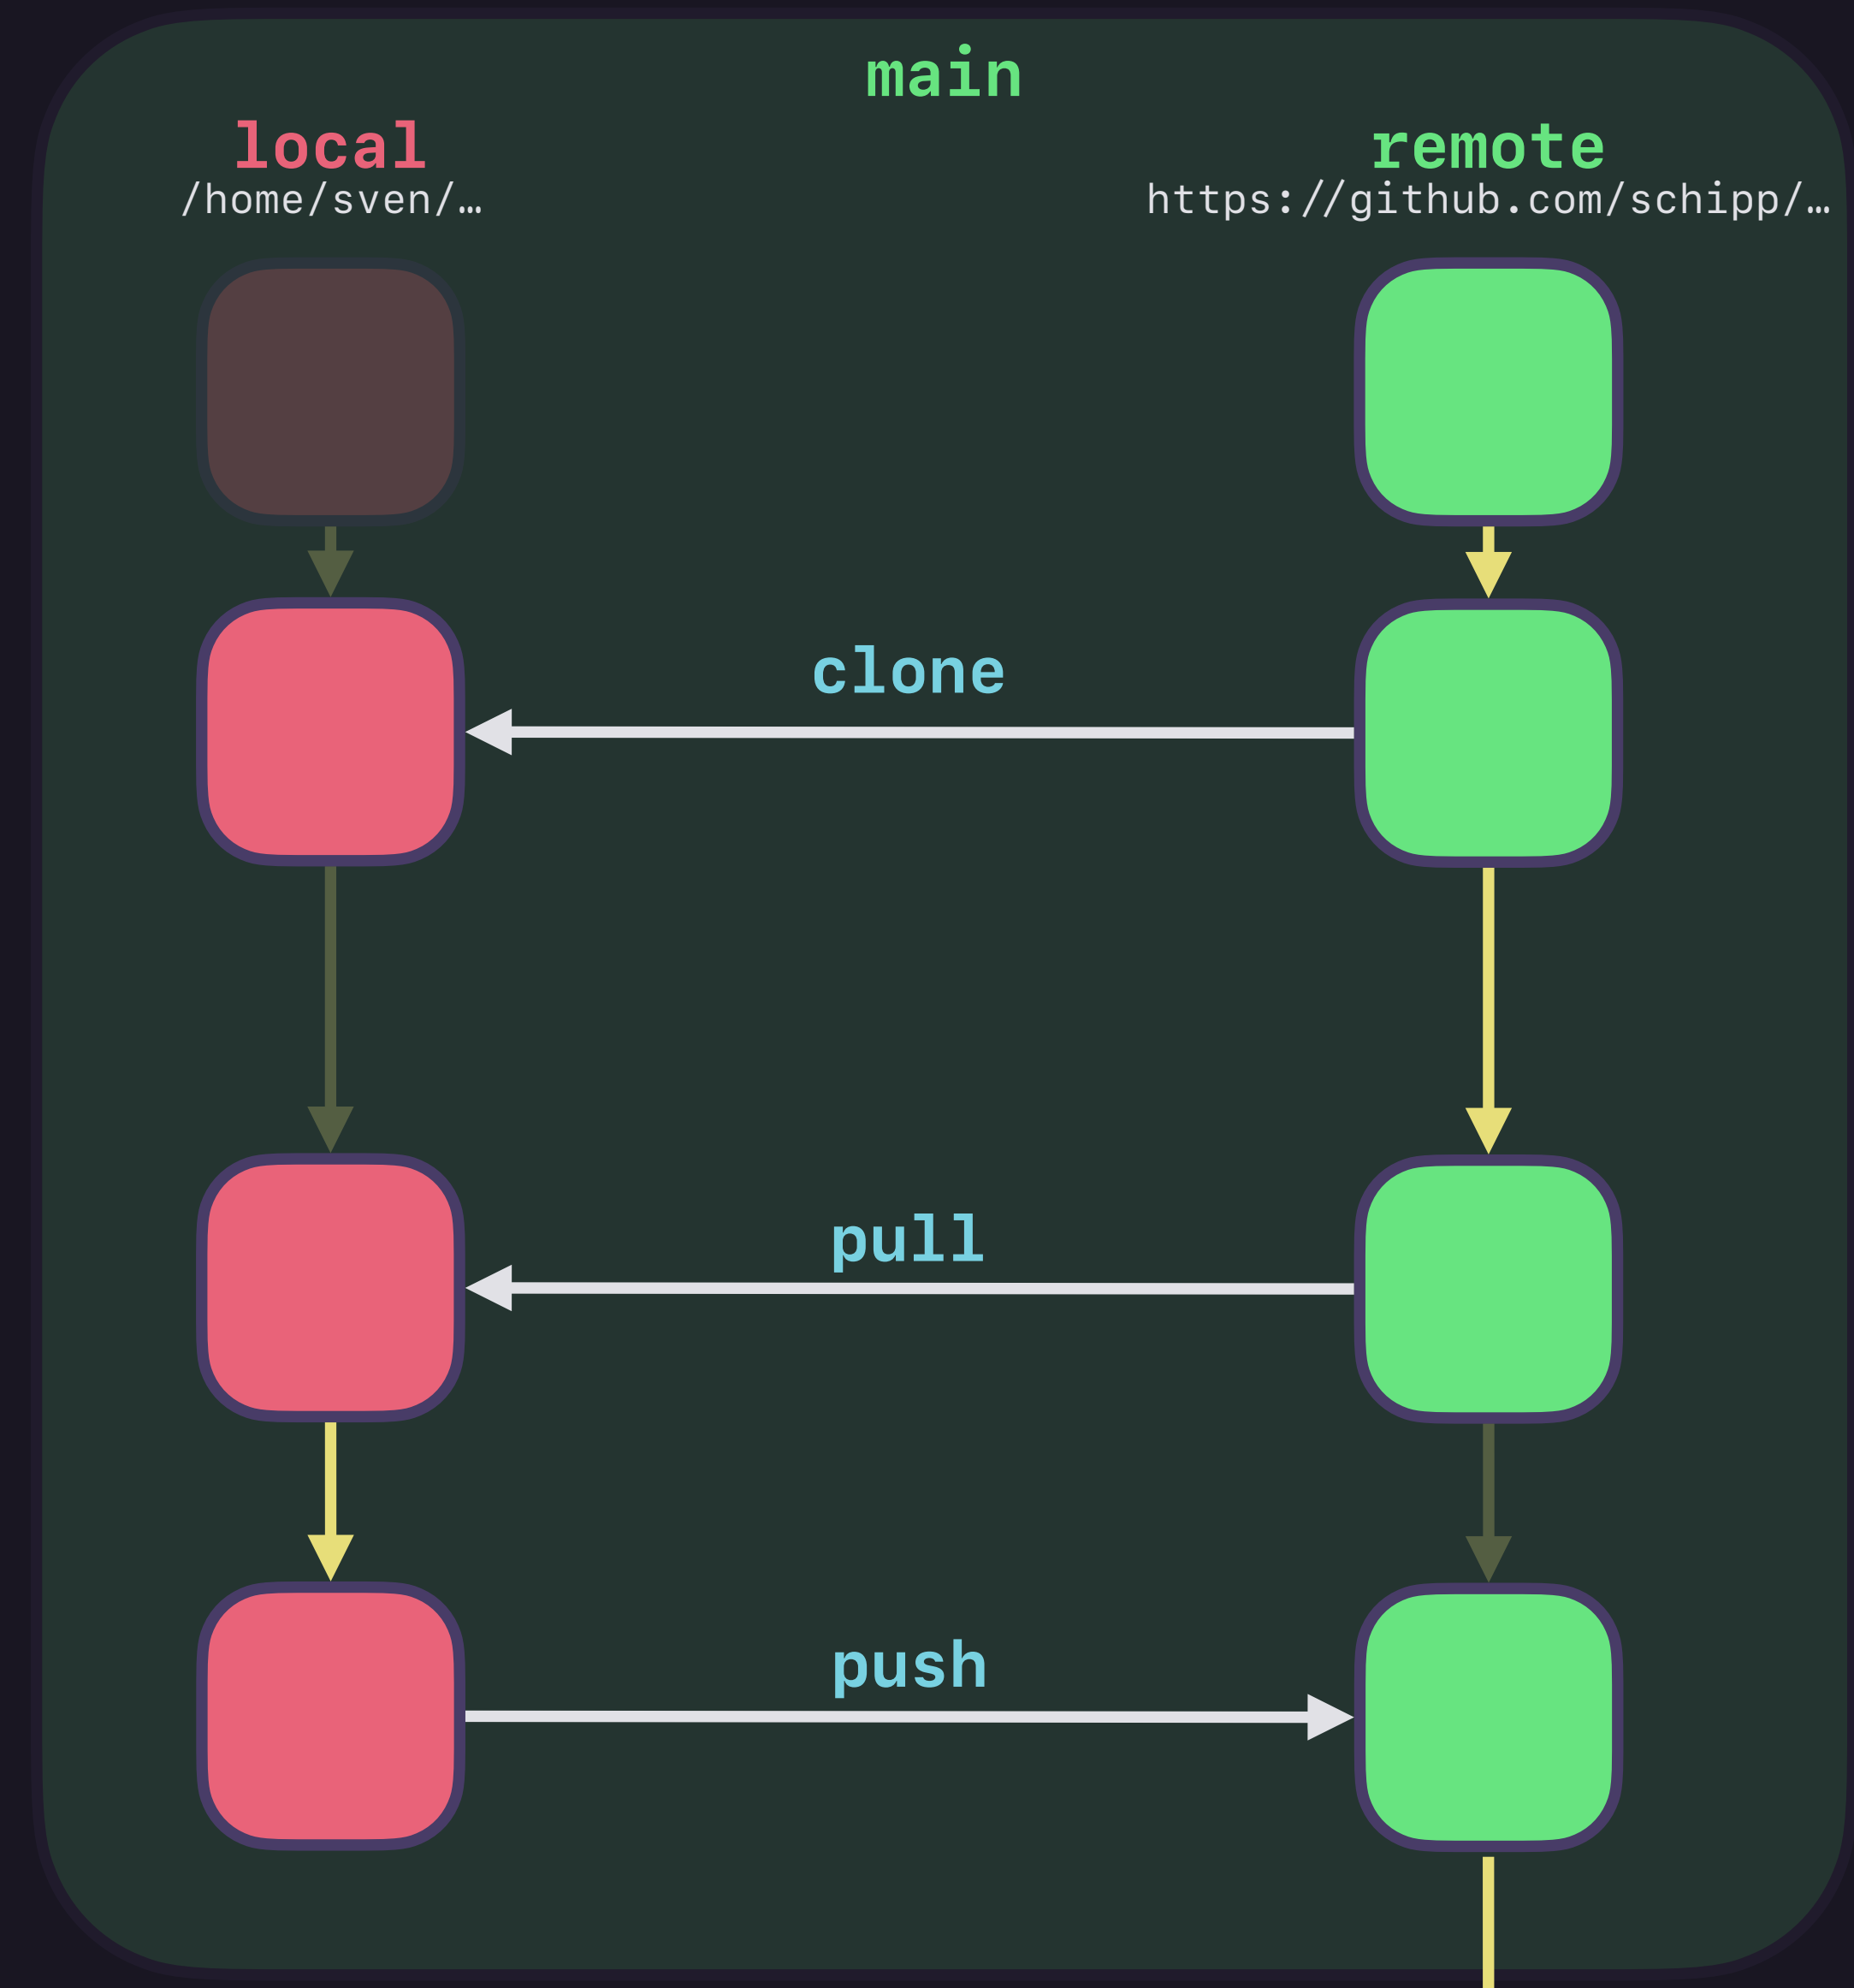 main
local
remote
/home/sven/…
https://github.com/schipp/…
clone
pull
push